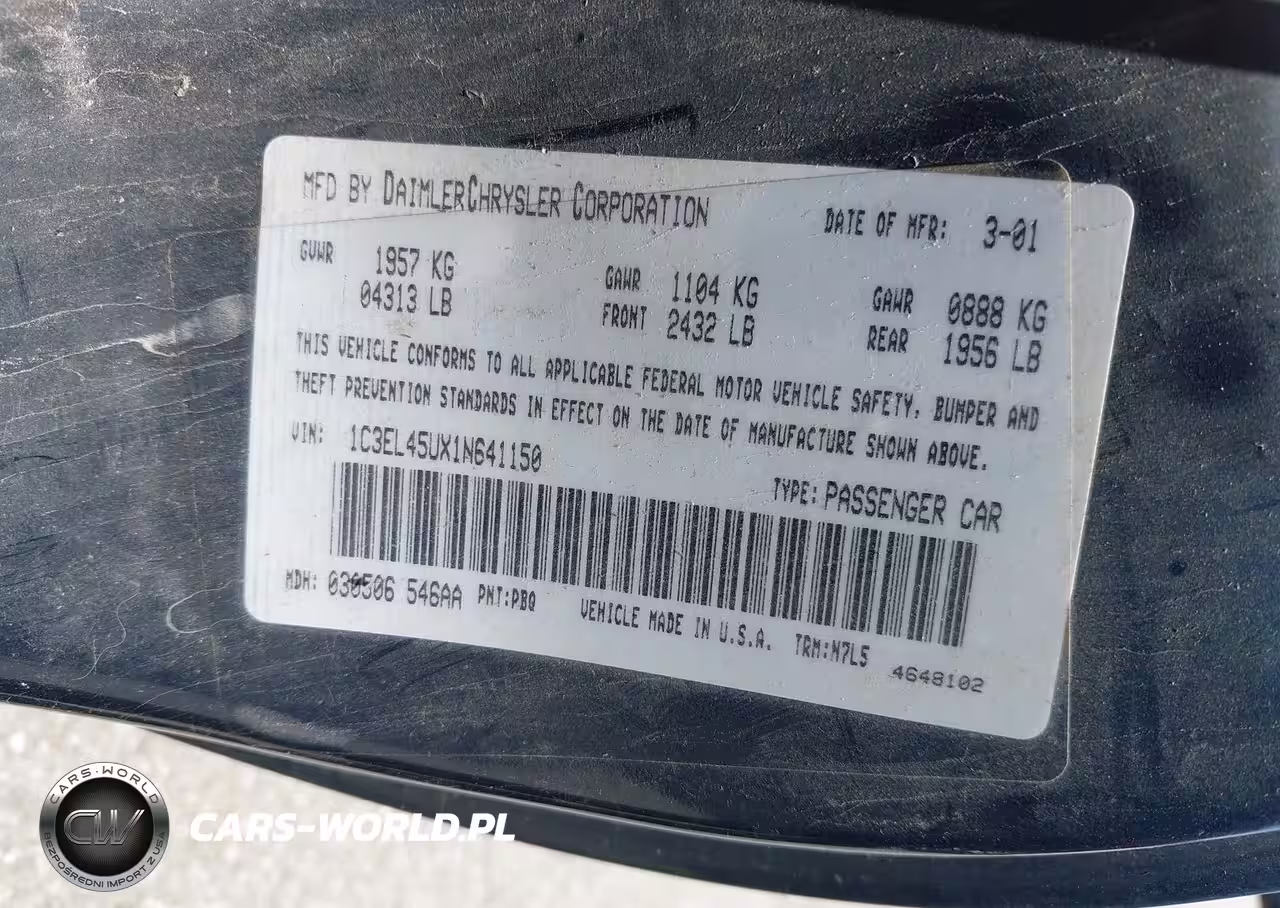 MFD BY DAIMLERCHRYSLER CORPORATION DATE OF MFR: 3-01
GVWR 1957 KG GAWR 1104 KG GAWR 0888 KG
04313 LB FRONT 2432 LB REAR 1956 LB
THIS VEHICLE CONFORMS TO ALL APPLICABLE FEDERAL MOTOR VEHICLE SAFETY, BUMPER AND
THEFT PREVENTION STANDARDS IN EFFECT ON THE DATE OF MANUFACTURE SHOWN ABOVE.
VIN: 1C3EL45UX1N641150
TYPE: PASSENGER CAR
MDH: 030506 546AA PNT:PBQ VEHICLE MADE IN U.S.A. TRM:N7L5
4648102
CARS-WORLD
CW
BEZPOŚREDNI IMPORT Z USA
CARS-WORLD.PL